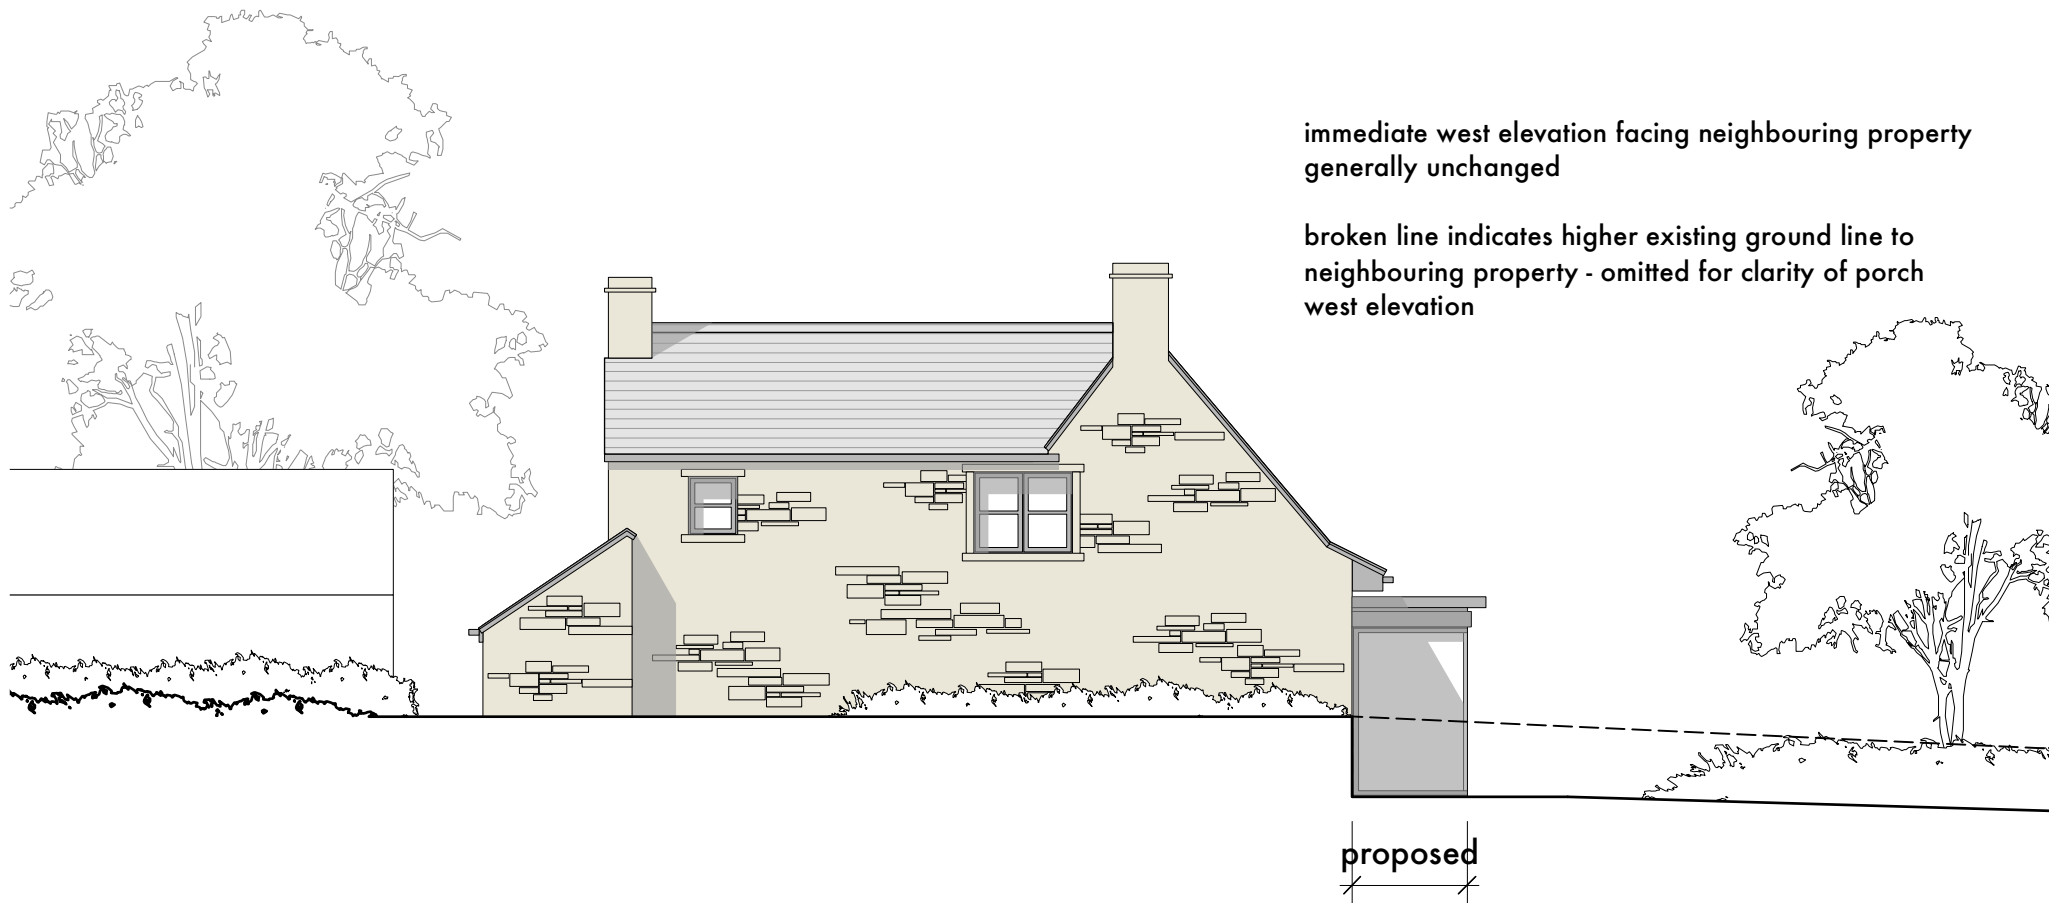 immediate west elevation facing neighbouring property
generally unchanged
broken line indicates higher existing ground line to
neighbouring property - omitted for clarity of porch
west elevation
proposed